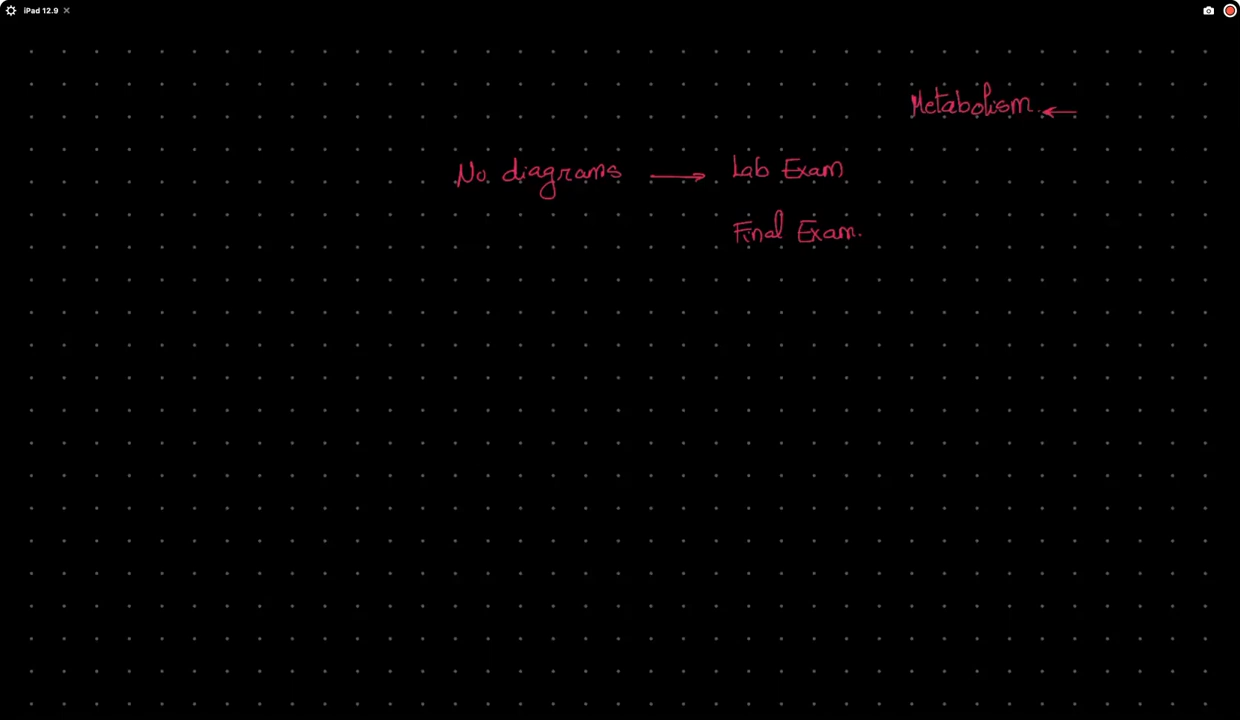 iPad 12.9
Metabolism.
No diagrams → Lab Exam
Final Exam.